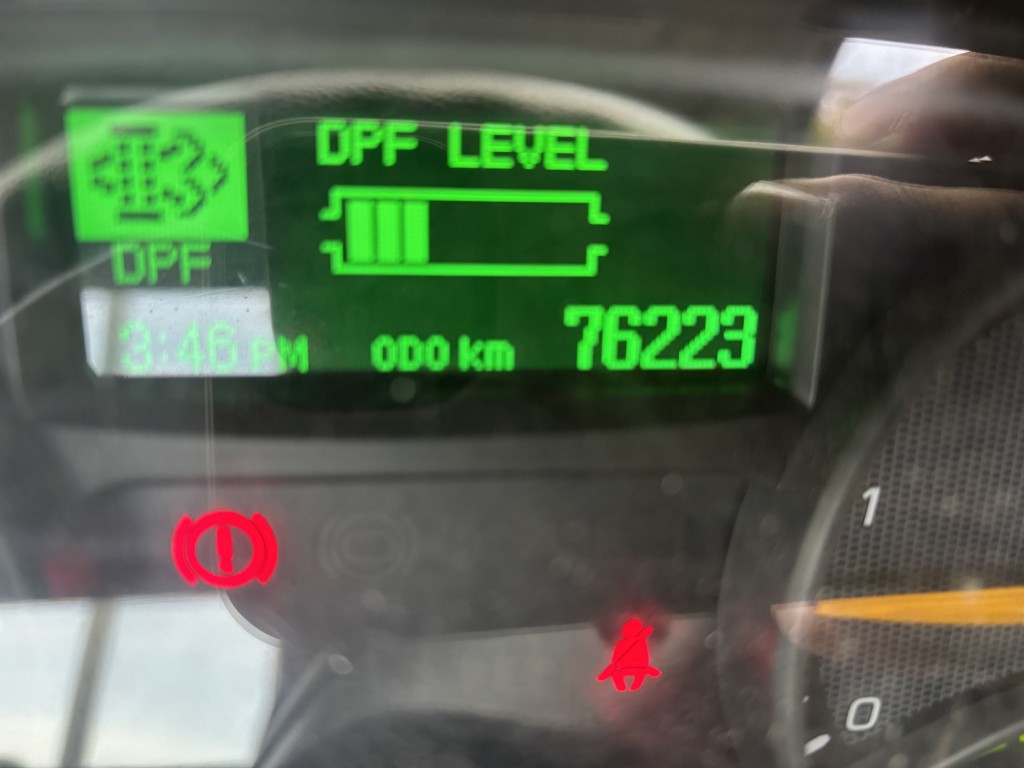 DPF LEVEL
DPF
3:46 PM ODO km 76223
1
0